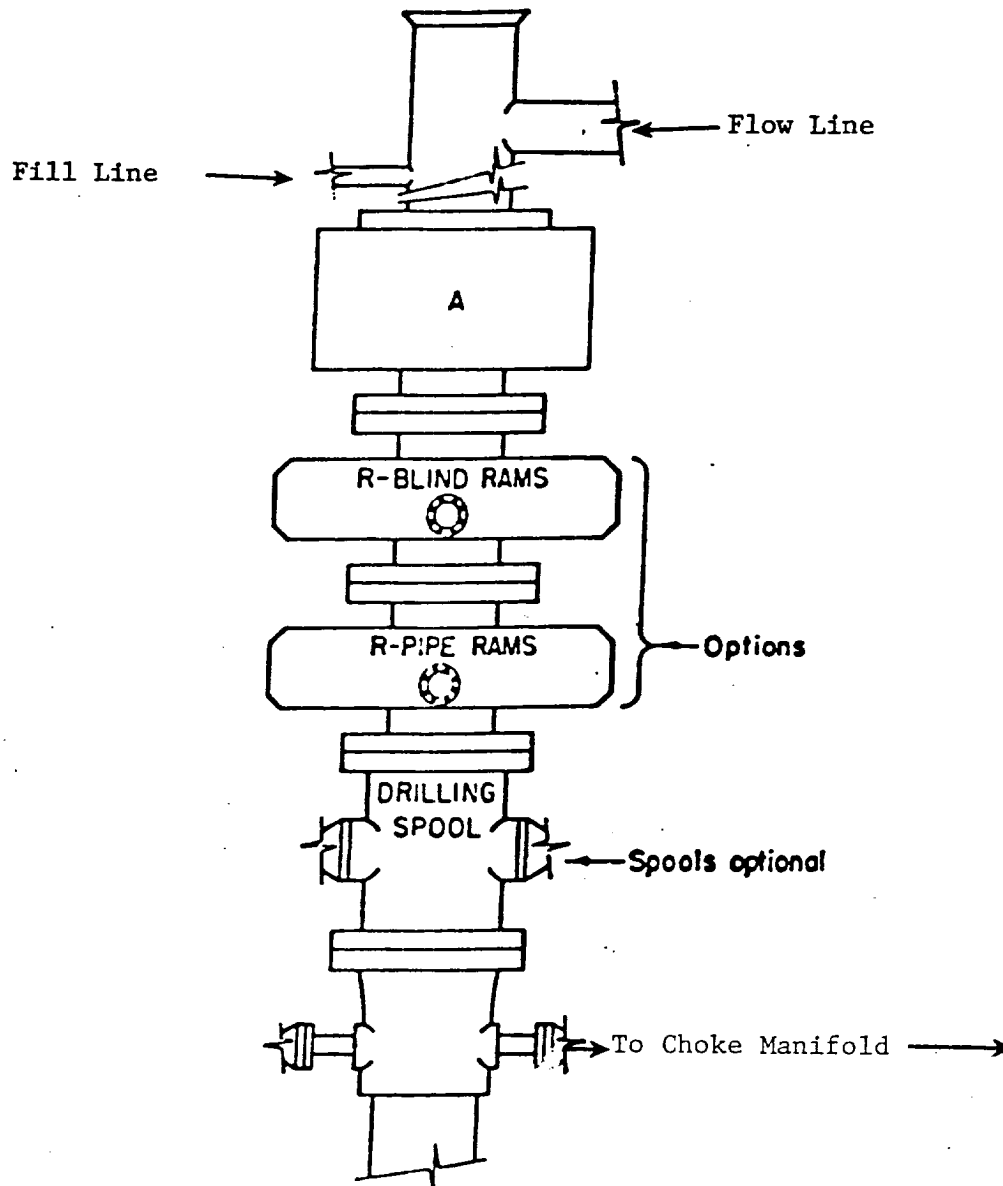 Flow Line
Fill Line
A
R-BLIND RAMS
R-PIPE RAMS
Options
DRILLING
SPOOL
Spools optional
To Choke Manifold